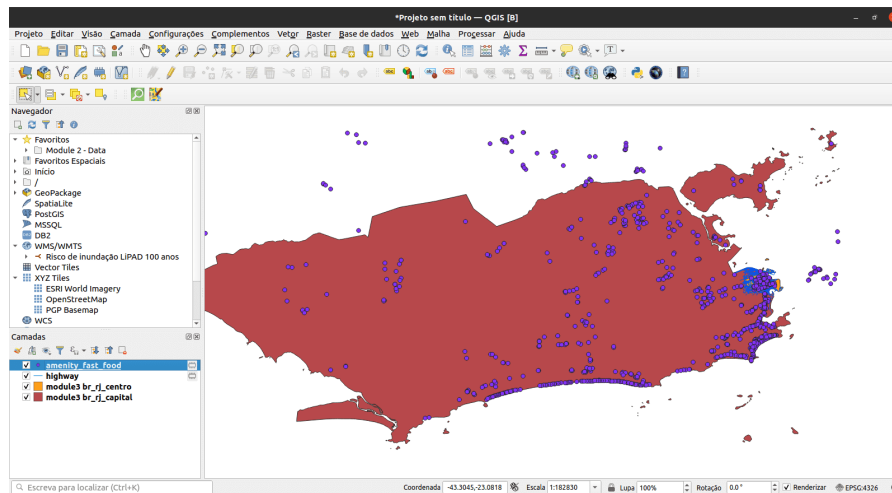 *Projeto sem título — QGIS [B]
Projeto Editar Visão Camada Configurações Complementos Vetor Raster Base de dados Web Malha Processar Ajuda
Navegador
Favoritos
Module 2 - Data
Favoritos Espaciais
Início
/
GeoPackage
SpatiaLite
PostGIS
MSSQL
DB2
WMS/WMTS
Risco de inundação LiPAD 100 anos
Vector Tiles
XYZ Tiles
ESRI World Imagery
OpenStreetMap
PGP Basemap
WCS
Camadas
amenity_fast_food
highway
module3 br_rj_centro
module3 br_rj_capital
Escreva para localizar (Ctrl+K)
Coordenada -43.3045,-23.0818 Escala 1:182830 Lupa 100% Rotação 0.0° Renderizar EPSG:4326